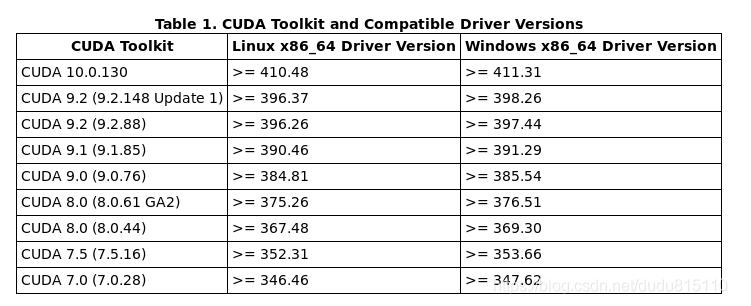 Table 1. CUDA Toolkit and Compatible Driver Versions
CUDA Toolkit Linux x86_64 Driver Version Windows x86_64 Driver Version
CUDA 10.0.130 >= 410.48 >= 411.31
CUDA 9.2 (9.2.148 Update 1) >= 396.37 >= 398.26
CUDA 9.2 (9.2.88) >= 396.26 >= 397.44
CUDA 9.1 (9.1.85) >= 390.46 >= 391.29
CUDA 9.0 (9.0.76) >= 384.81 >= 385.54
CUDA 8.0 (8.0.61 GA2) >= 375.26 >= 376.51
CUDA 8.0 (8.0.44) >= 367.48 >= 369.30
CUDA 7.5 (7.5.16) >= 352.31 >= 353.66
CUDA 7.0 (7.0.28) >= 346.46 >= 347.62